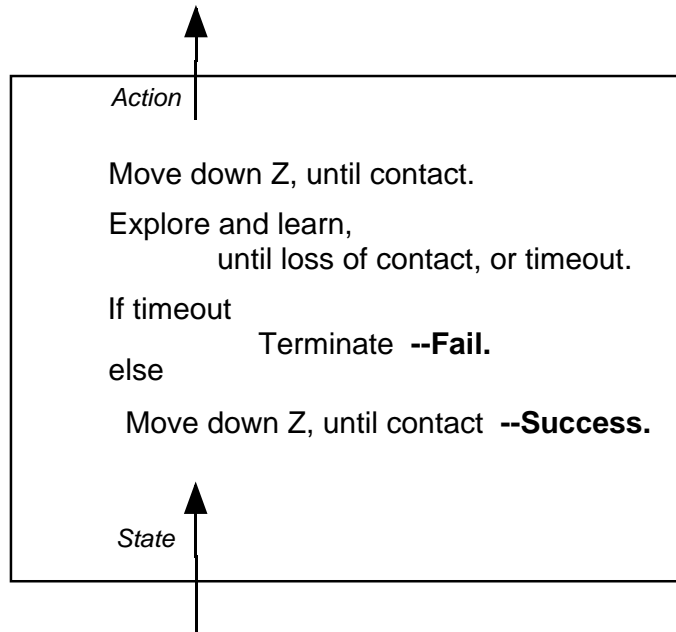 Action
Move down Z, until contact.
Explore and learn,
until loss of contact, or timeout.
If timeout
Terminate --Fail.
else
Move down Z, until contact --Success.
State